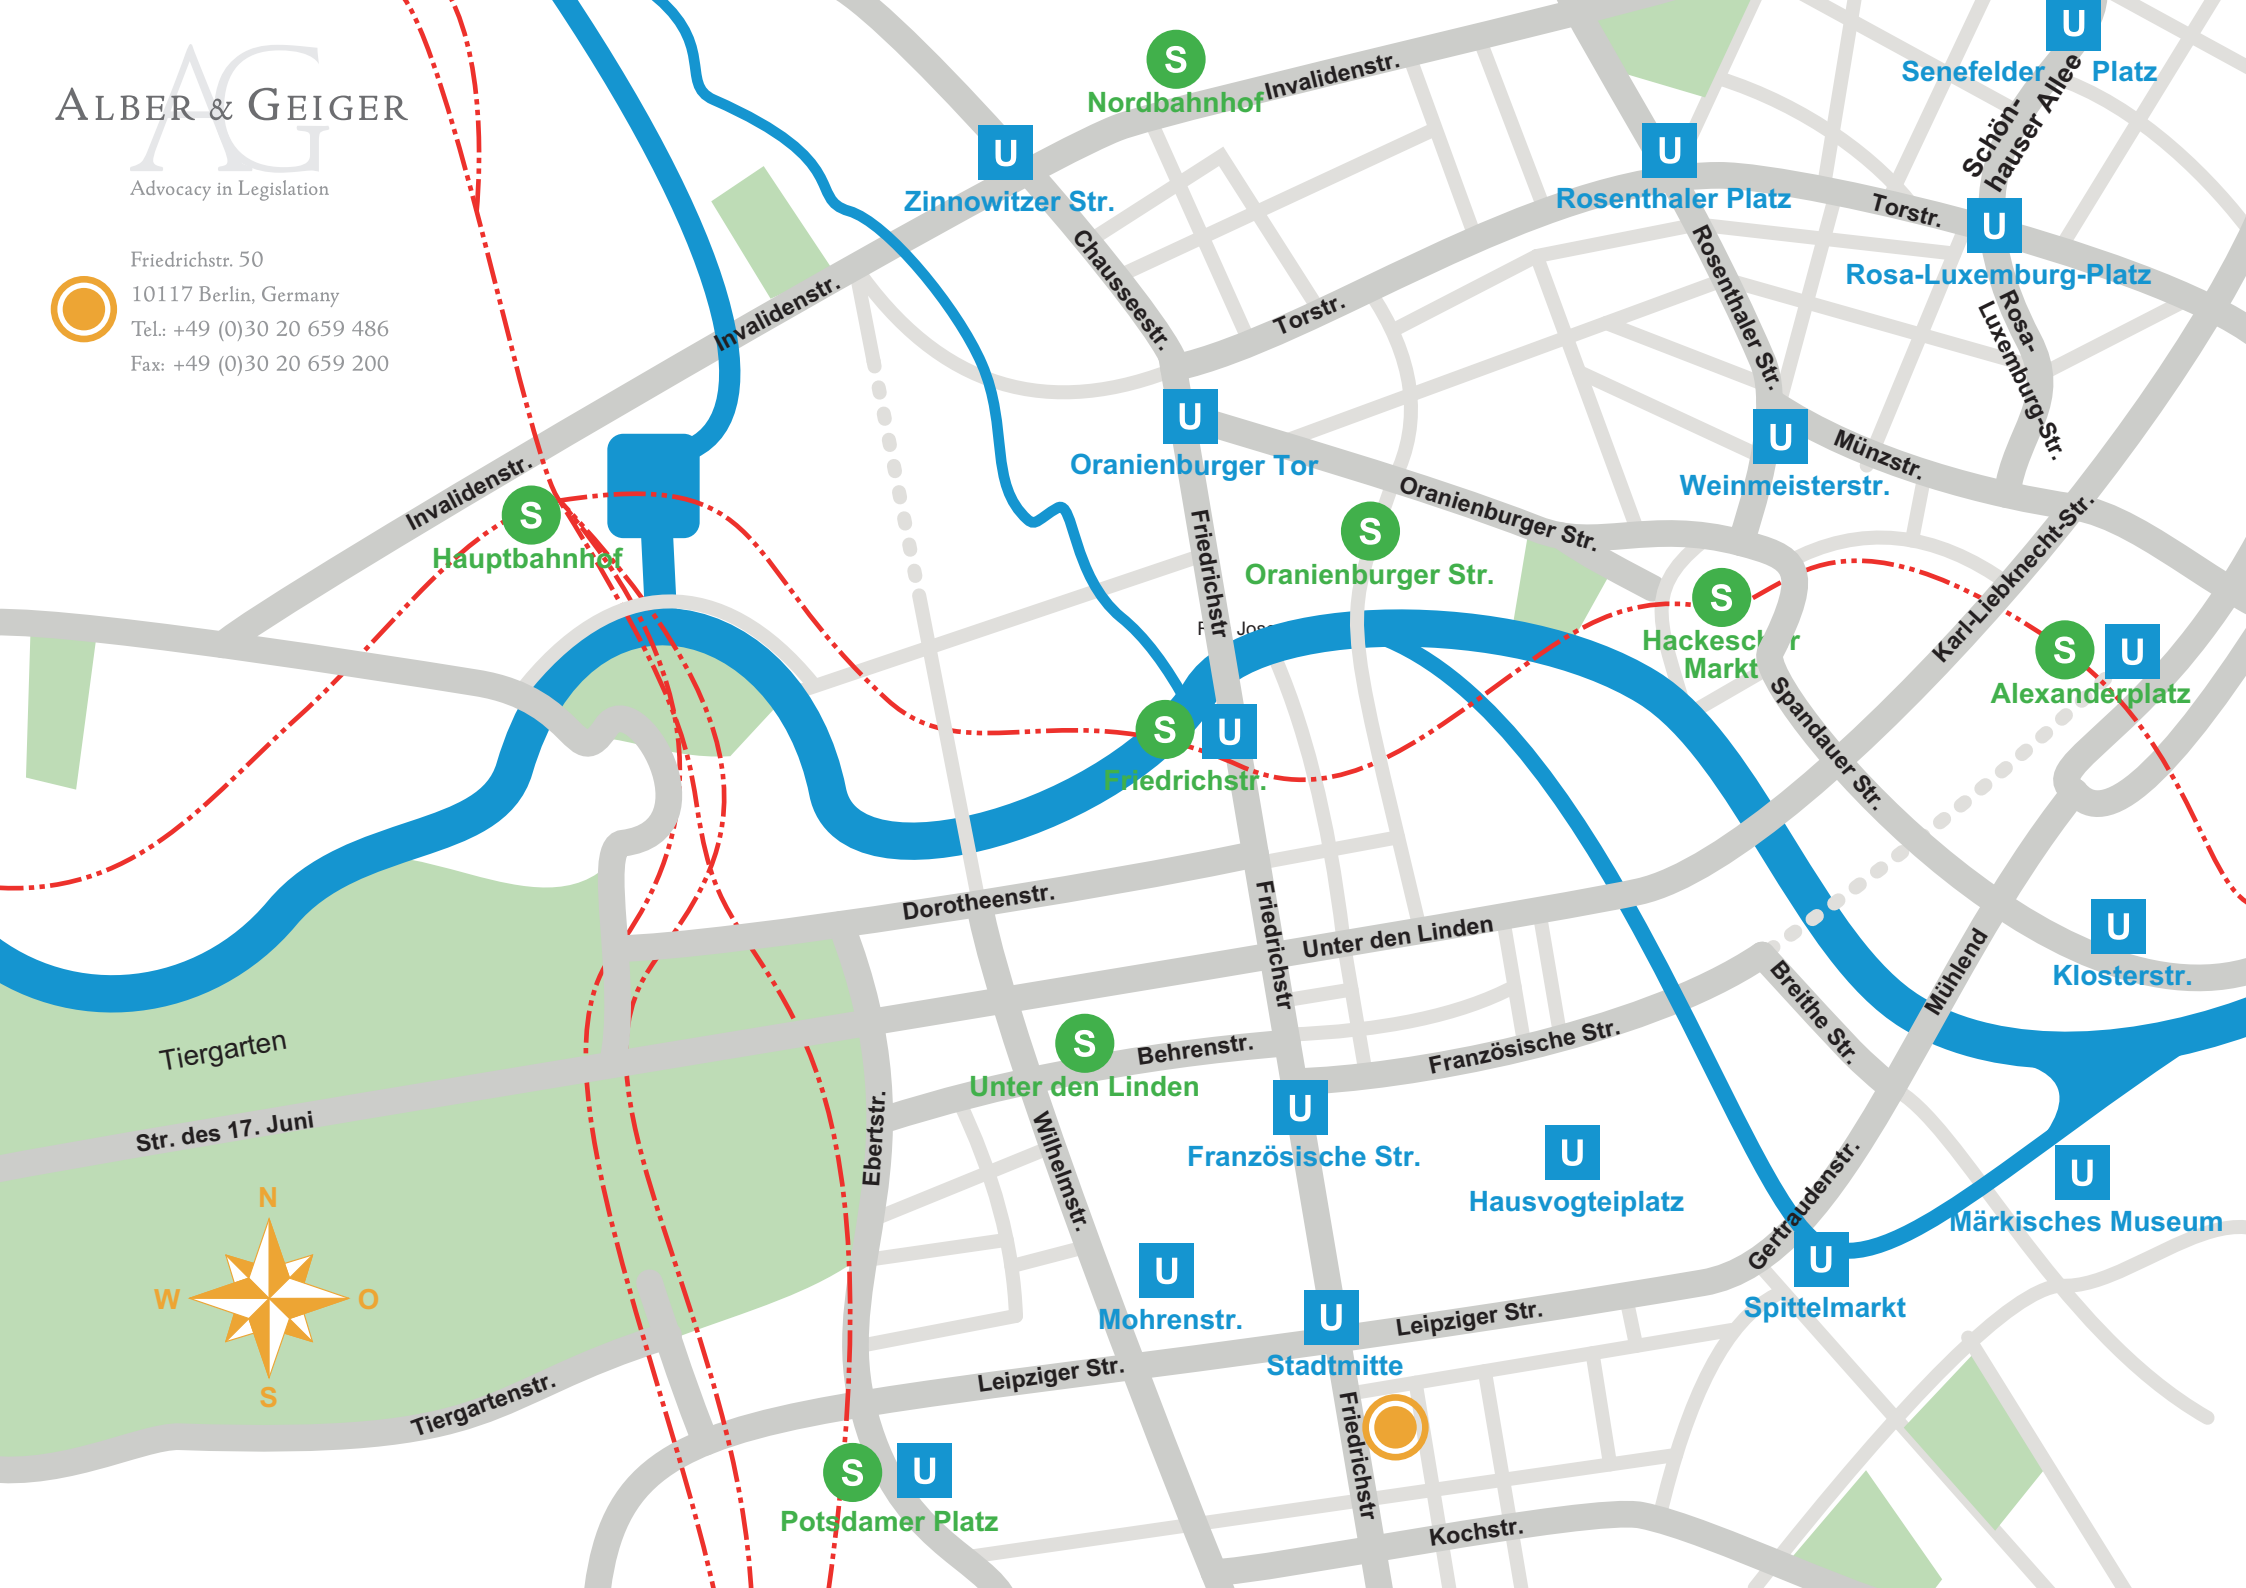 AG
ALBER & GEIGER
Advocacy in Legislation
Friedrichstr. 50
10117 Berlin, Germany
Tel.: +49 (0)30 20 659 486
Fax: +49 (0)30 20 659 200
U
Senefelder Platz
Schön-
hauser Allee
S
Nordbahnhof
Invalidenstr.
U
Zinnowitzer Str.
U
Rosenthaler Platz
Torstr.
U
Rosa-Luxemburg-Platz
Chausseestr.
Rosenthaler Str.
Rosa-
Luxemburg-Str.
Invalidenstr.
Torstr.
U
Oranienburger Tor
U
Weinmeisterstr.
Münzstr.
Invalidenstr.
S
Hauptbahnhof
Oranienburger Str.
S
Oranienburger Str.
Friedrichstr
S
Hackescher
Markt
Karl-Liebknecht-Str.
S
U
Alexanderplatz
S
U
Friedrichstr.
Spandauer Str.
Dorotheenstr.
Friedrichstr
Unter den Linden
U
Klosterstr.
Mühlend
Breithe Str.
Tiergarten
S
Unter den Linden
Behrenstr.
Französische Str.
U
Französische Str.
Str. des 17. Juni
Ebertstr.
Wilhelmstr.
U
Hausvogteiplatz
Gertraudenstr.
U
Märkisches Museum
N
W
O
S
U
Mohrenstr.
U
Stadtmitte
Leipziger Str.
U
Spittelmarkt
Leipziger Str.
Tiergartenstr.
Friedrichstr
S
U
Potsdamer Platz
Kochstr.